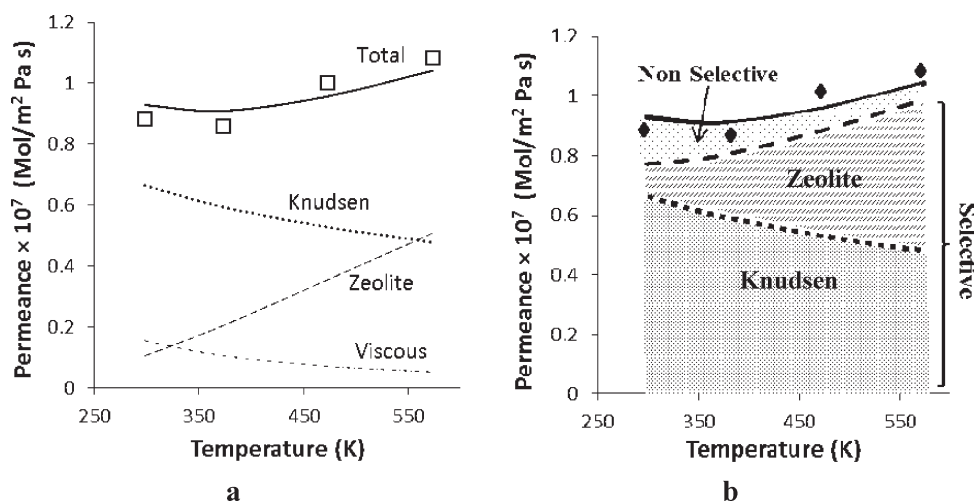 Permeance × 10⁷ (Mol/m² Pa s)
1.2
1
0.8
0.6
0.4
0.2
0
Total
Knudsen
Zeolite
Viscous
250
350
450
550
Temperature (K)
a
b
Permeance × 10⁷ (Mol/m² Pa s)
1.2
1
0.8
0.6
0.4
0.2
0
Non Selective
Zeolite
Knudsen
Selective
250
350
450
550
Temperature (K)
b